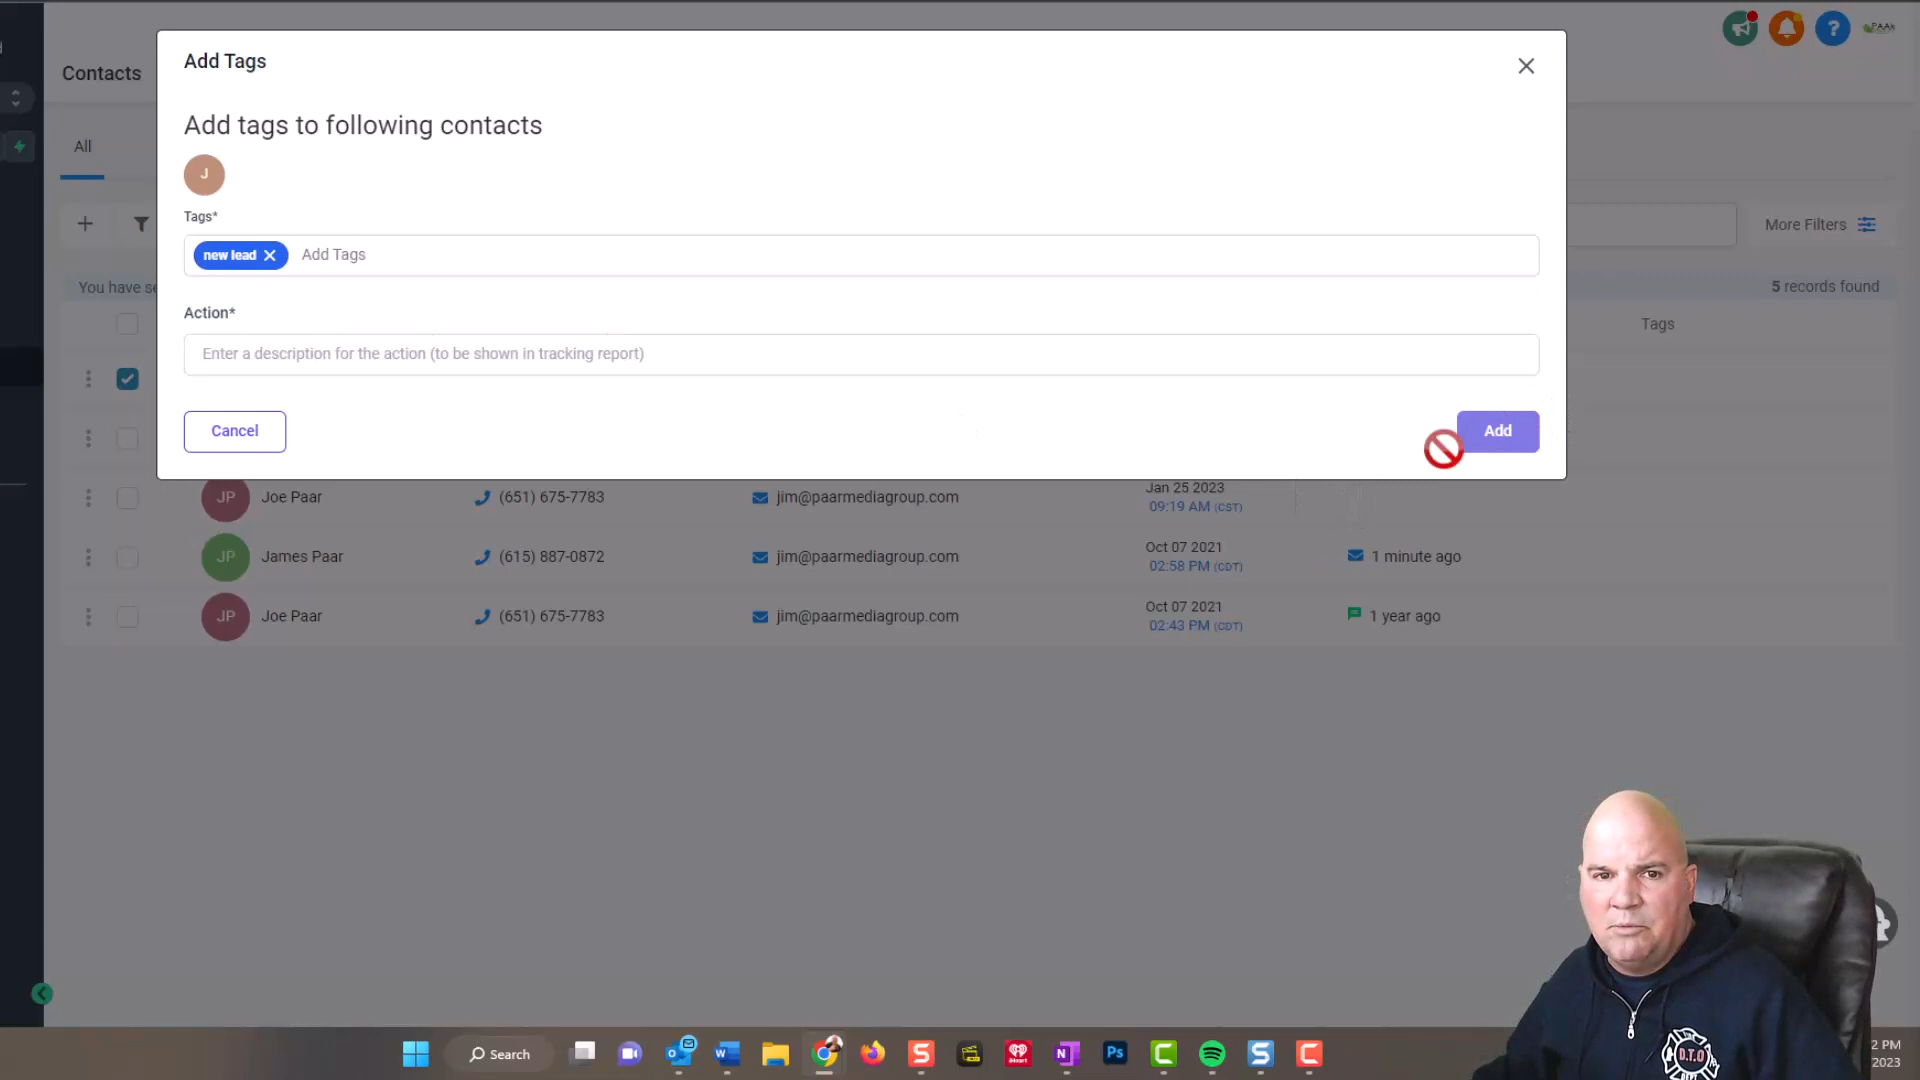 Add Tags
Contacts
Add tags to following contacts
All
J
Tags*
new lead Add Tags
More Filters
You have se
5 records found
Action*
Tags
Enter a description for the action (to be shown in tracking report)
Cancel
Add
JP Joe Paar (651) 675-7783 jim@paarmediagroup.com Jan 25 2023
09:19 AM (CST)
JP James Paar (615) 887-0872 jim@paarmediagroup.com Oct 07 2021
02:58 PM (CDT)
1 minute ago
JP Joe Paar (651) 675-7783 jim@paarmediagroup.com Oct 07 2021
02:43 PM (CDT)
1 year ago
D.T.O
Search
2 PM
2023